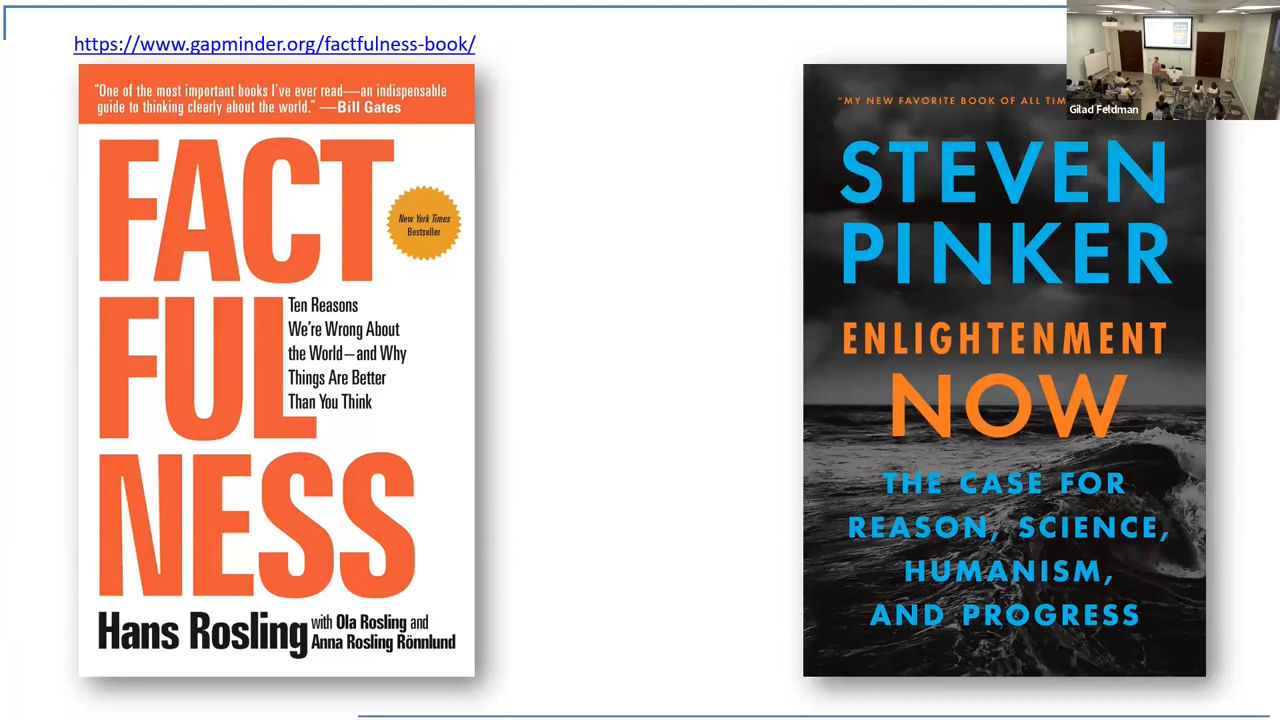 https://www.gapminder.org/factfulness-book/
"One of the most important books I've ever read—an indispensable
guide to thinking clearly about the world." —Bill Gates
FACT
FUL
NESS
New York Times
Bestseller
Ten Reasons
We're Wrong About
the World—and Why
Things Are Better
Than You Think
Hans Rosling
with Ola Rosling and
Anna Rosling Rönnlund
"MY NEW FAVORITE BOOK OF ALL TIM
STEVEN
PINKER
ENLIGHTENMENT
NOW
THE CASE FOR
REASON, SCIENCE,
HUMANISM,
AND PROGRESS
Gilad Feldman